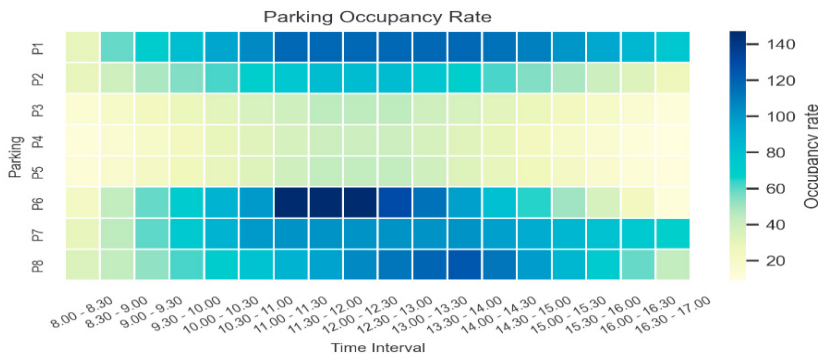 Parking Occupancy Rate
P1
P2
P3
P4
P5
P6
P7
P8
Parking
8.00 - 8.30
8.30 - 9.00
9.00 - 9.30
9.30 - 10.00
10.00 - 10.30
10.30 - 11.00
11.00 - 11.30
11.30 - 12.00
12.00 - 12.30
12.30 - 13.00
13.00 - 13.30
13.30 - 14.00
14.00 - 14.30
14.30 - 15.00
15.00 - 15.30
15.30 - 16.00
16.00 - 16.30
16.30 - 17.00
Time Interval
140
120
100
80
60
40
20
Occupancy rate